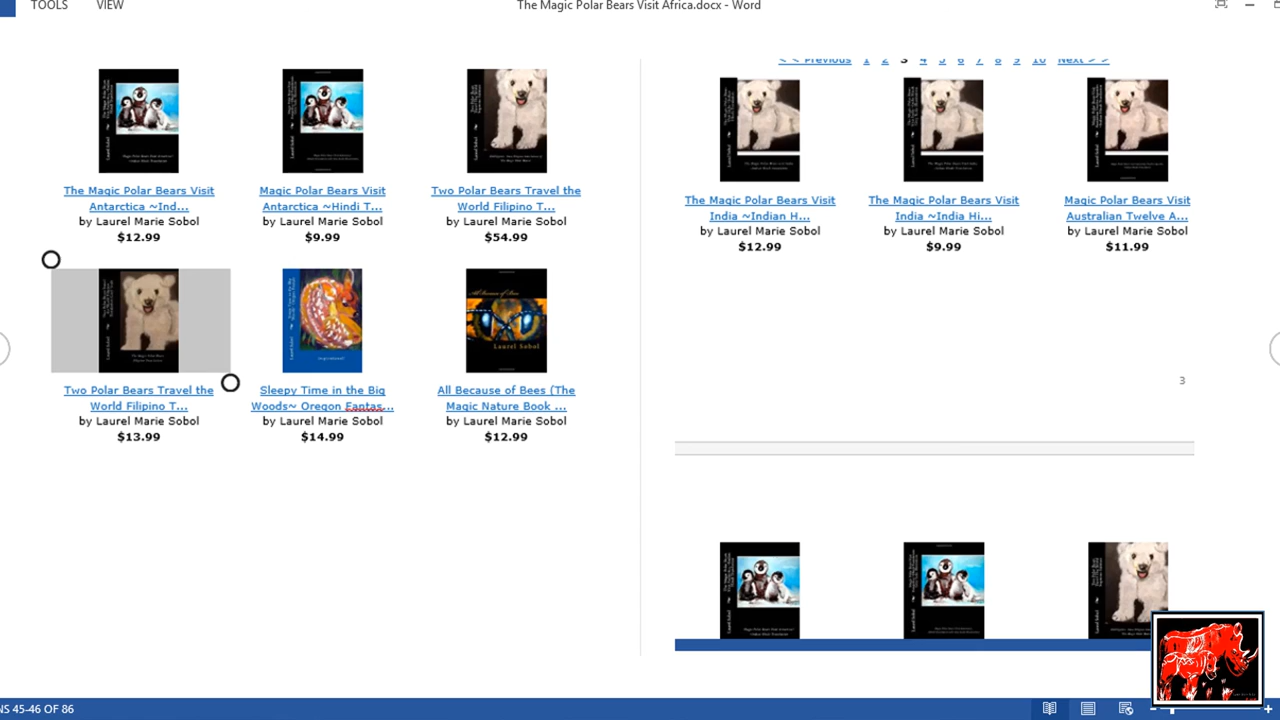 TOOLS VIEW The Magic Polar Bears Visit Africa.docx - Word
The Magic Polar Bears Visit
Antarctica ~Ind...
by Laurel Marie Sobol
$12.99
Magic Polar Bears Visit
Antarctica ~Hindi T...
by Laurel Marie Sobol
$9.99
Two Polar Bears Travel the
World Filipino T...
by Laurel Marie Sobol
$54.99
Two Polar Bears Travel the
World Filipino T...
by Laurel Marie Sobol
$13.99
Sleepy Time in the Big
Woods~ Oregon Fantas...
by Laurel Marie Sobol
$14.99
All Because of Bees
Laurel Sobol
All Because of Bees (The
Magic Nature Book ...
by Laurel Marie Sobol
$12.99
< < Previous 1 2 3 4 5 6 7 8 9 10 Next > >
The Magic Polar Bears Visit
India ~Indian H...
by Laurel Marie Sobol
$12.99
The Magic Polar Bears Visit
India ~India Hi...
by Laurel Marie Sobol
$9.99
Magic Polar Bears Visit
Australian Twelve A...
by Laurel Marie Sobol
$11.99
3
NS 45-46 OF 86